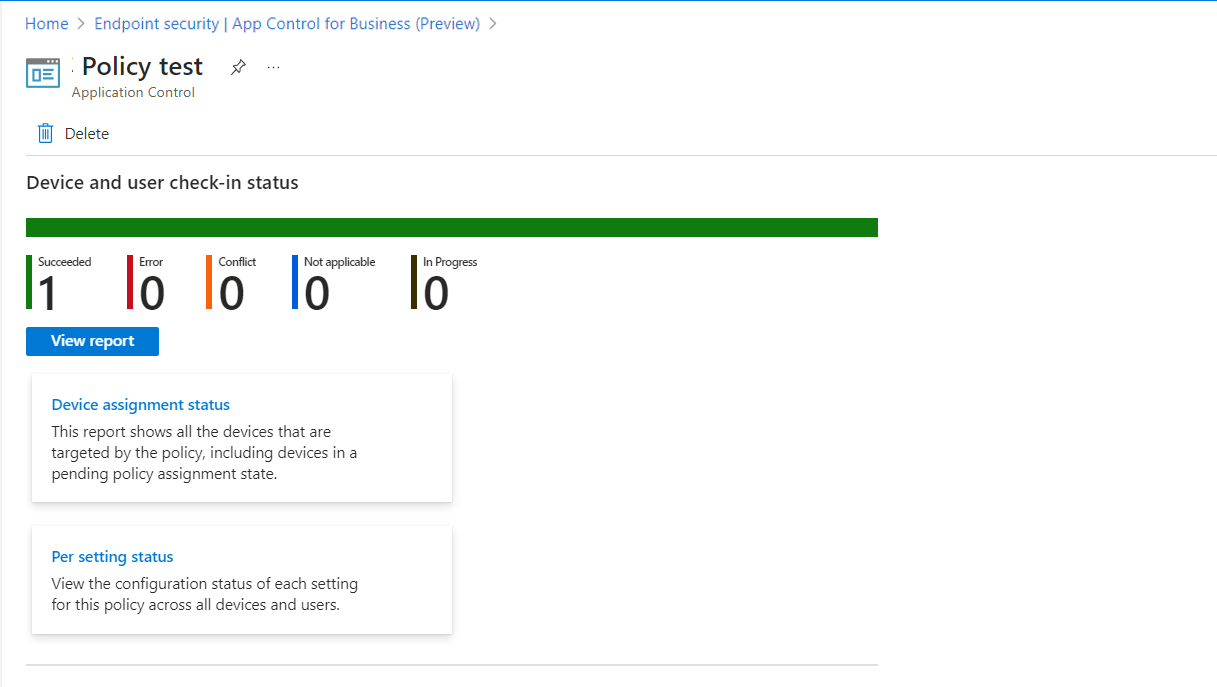 Home > Endpoint security | App Control for Business (Preview) >
Policy test
...
Application Control
Delete
Device and user check-in status
Succeeded Error Conflict Not applicable In Progress
1 0 0 0 0
View report
Device assignment status
This report shows all the devices that are
targeted by the policy, including devices in a
pending policy assignment state.
Per setting status
View the configuration status of each setting
for this policy across all devices and users.